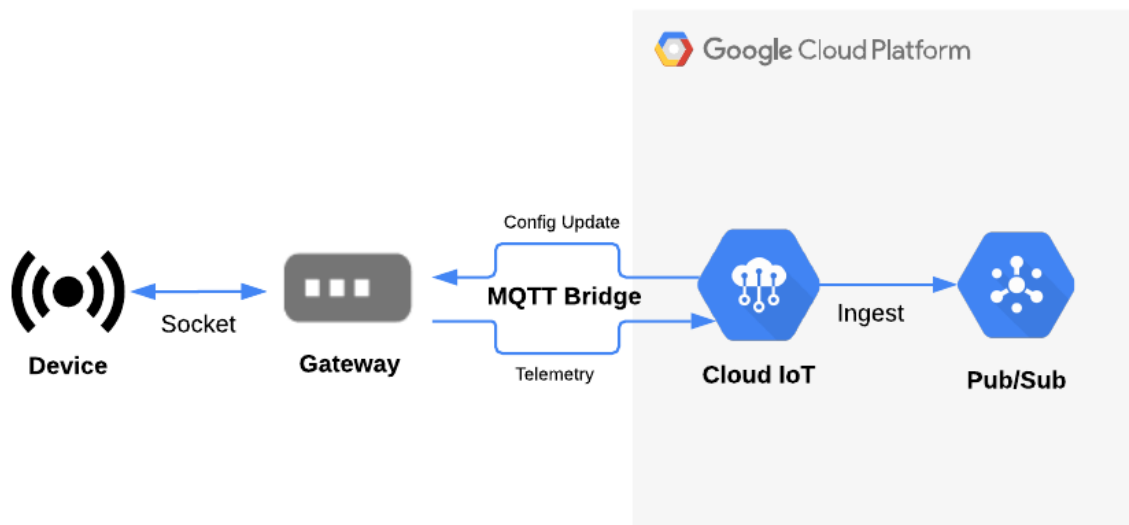 Google Cloud Platform
Config Update
MQTT Bridge
Socket
Ingest
Device
Gateway
Telemetry
Cloud IoT
Pub/Sub